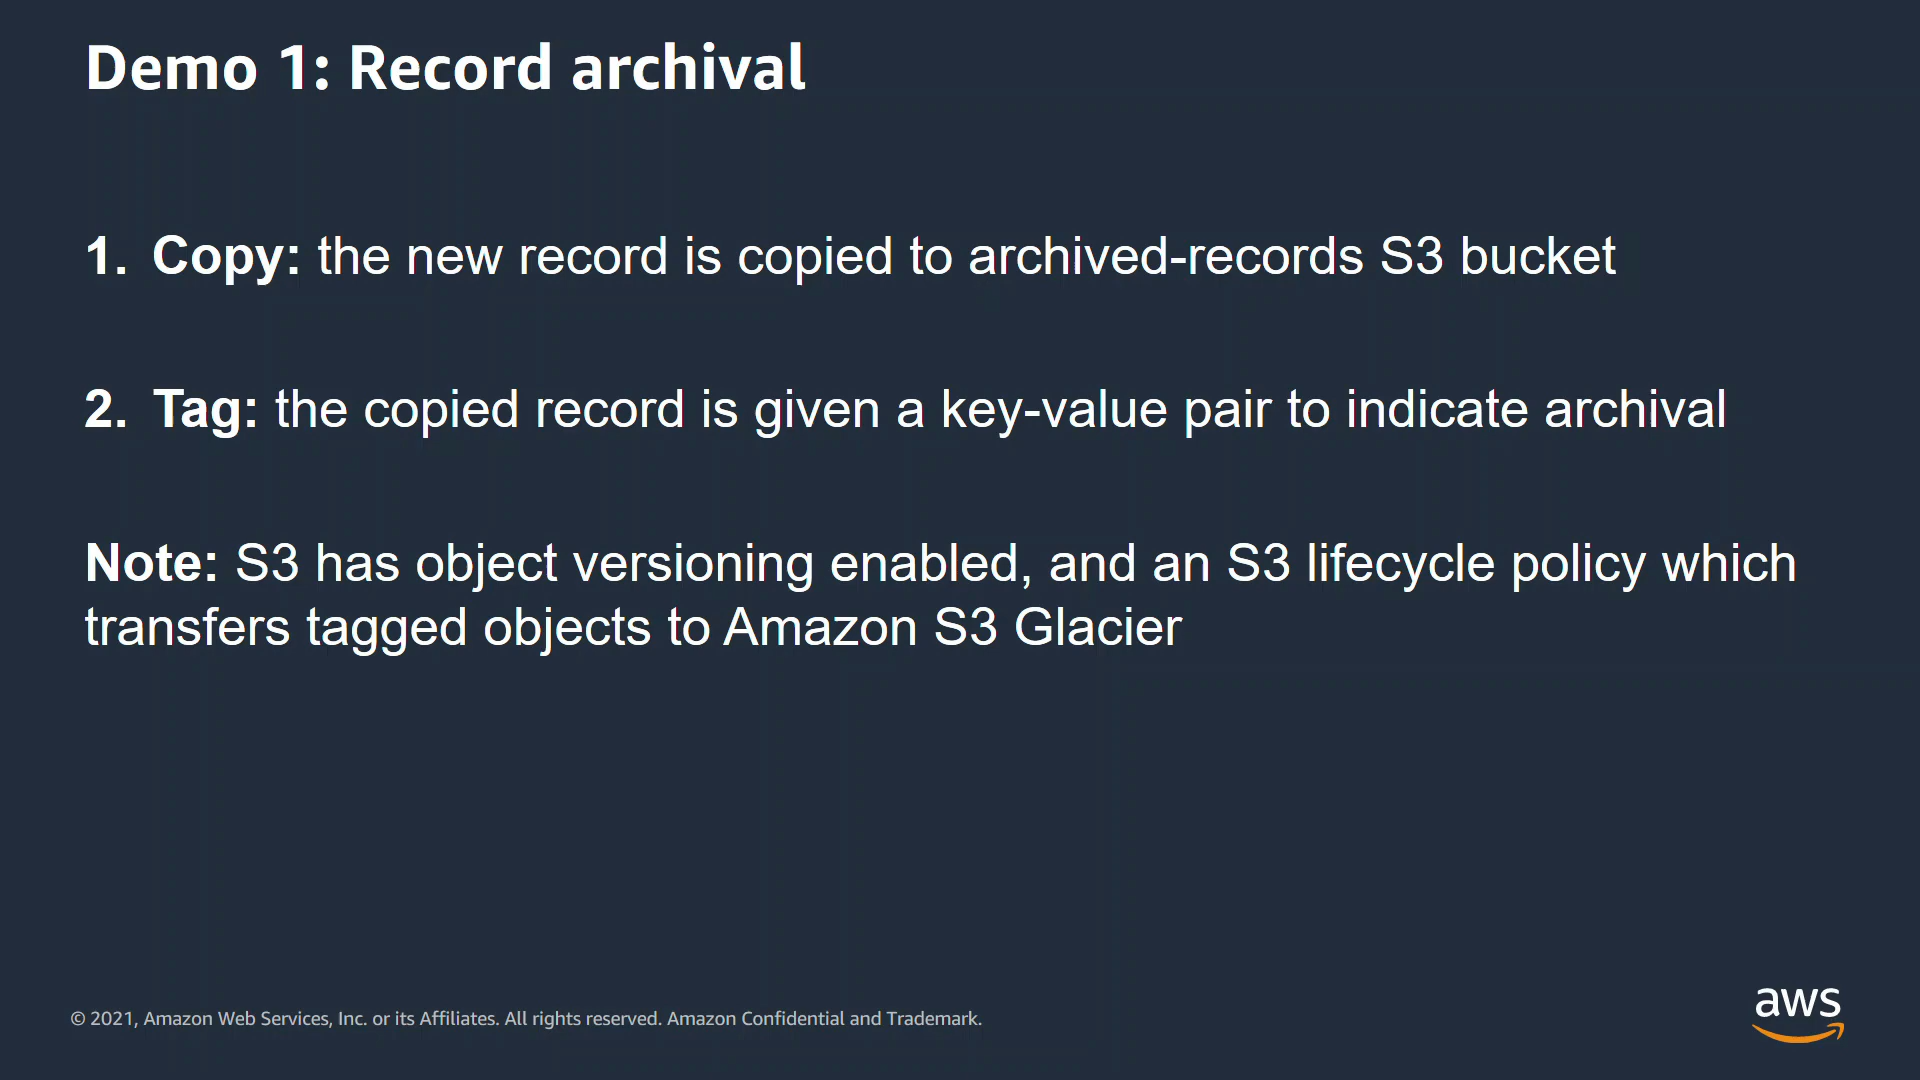 Demo 1: Record archival
1. Copy: the new record is copied to archived-records S3 bucket
2. Tag: the copied record is given a key-value pair to indicate archival
Note: S3 has object versioning enabled, and an S3 lifecycle policy which
transfers tagged objects to Amazon S3 Glacier
© 2021, Amazon Web Services, Inc. or its Affiliates. All rights reserved. Amazon Confidential and Trademark.
aws